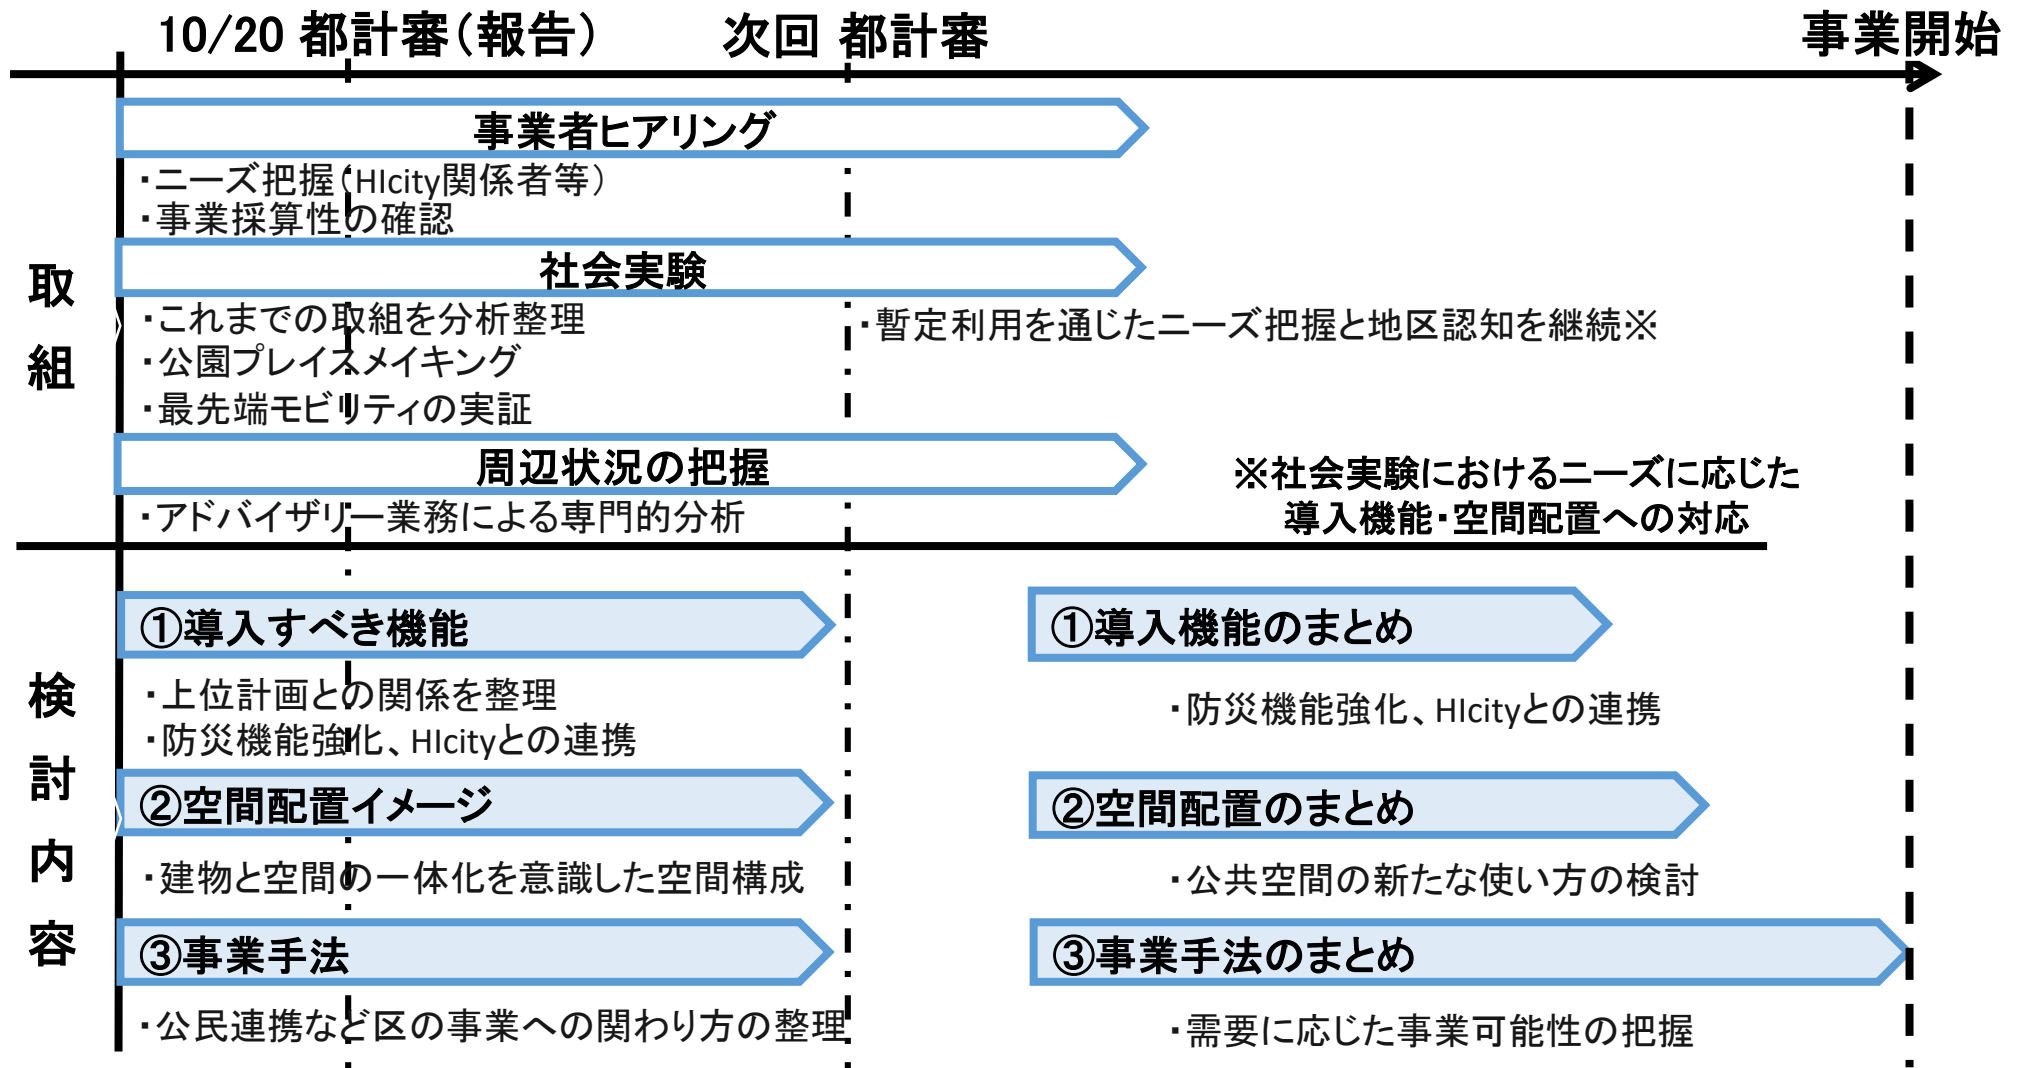 10/20 都計審（報告）
次回 都計審
事業開始
取組
事業者ヒアリング
・ニーズ把握（HIcity関係者等）
・事業採算性の確認
社会実験
・これまでの取組を分析整理
・公園プレイスメイキング
・最先端モビリティの実証
・暫定利用を通じたニーズ把握と地区認知を継続※
周辺状況の把握
・アドバイザリー業務による専門的分析
※社会実験におけるニーズに応じた
導入機能・空間配置への対応
検討内容
①導入すべき機能
・上位計画との関係を整理
・防災機能強化、HIcityとの連携
②空間配置イメージ
・建物と空間の一体化を意識した空間構成
③事業手法
・公民連携など区の事業への関わり方の整理
①導入機能のまとめ
・防災機能強化、HIcityとの連携
②空間配置のまとめ
・公共空間の新たな使い方の検討
③事業手法のまとめ
・需要に応じた事業可能性の把握